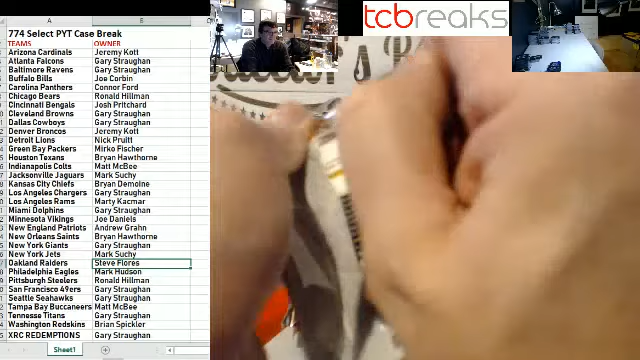 A B
774 Select PYT Case Break
TEAMS OWNER
Arizona Cardinals Jeremy Kott
Atlanta Falcons Gary Straughan
Baltimore Ravens Gary Straughan
Buffalo Bills Joe Corbin
Carolina Panthers Connor Ford
Chicago Bears Ronald Hillman
Cincinnati Bengals Josh Pritchard
Cleveland Browns Gary Straughan
Dallas Cowboys Gary Straughan
Denver Broncos Jeremy Kott
Detroit Lions Nick Pruitt
Green Bay Packers Mirko Fischer
Houston Texans Bryan Hawthorne
Indianapolis Colts Matt McBee
Jacksonville Jaguars Mark Suchy
Kansas City Chiefs Bryan Demoine
Los Angeles Chargers Gary Straughan
Los Angeles Rams Marty Kacmar
Miami Dolphins Gary Straughan
Minnesota Vikings Joe Daniels
New England Patriots Andrew Grahn
New Orleans Saints Bryan Hawthorne
New York Giants Gary Straughan
New York Jets Mark Suchy
Oakland Raiders Steve Flores
Philadelphia Eagles Mark Hudson
Pittsburgh Steelers Ronald Hillman
San Francisco 49ers Gary Straughan
Seattle Seahawks Gary Straughan
Tampa Bay Buccaneers Matt McBee
Tennesse Titans Gary Straughan
Washington Redskins Brian Spickler
XRC REDEMPTIONS Gary Straughan
Sheet1
tcbreaks